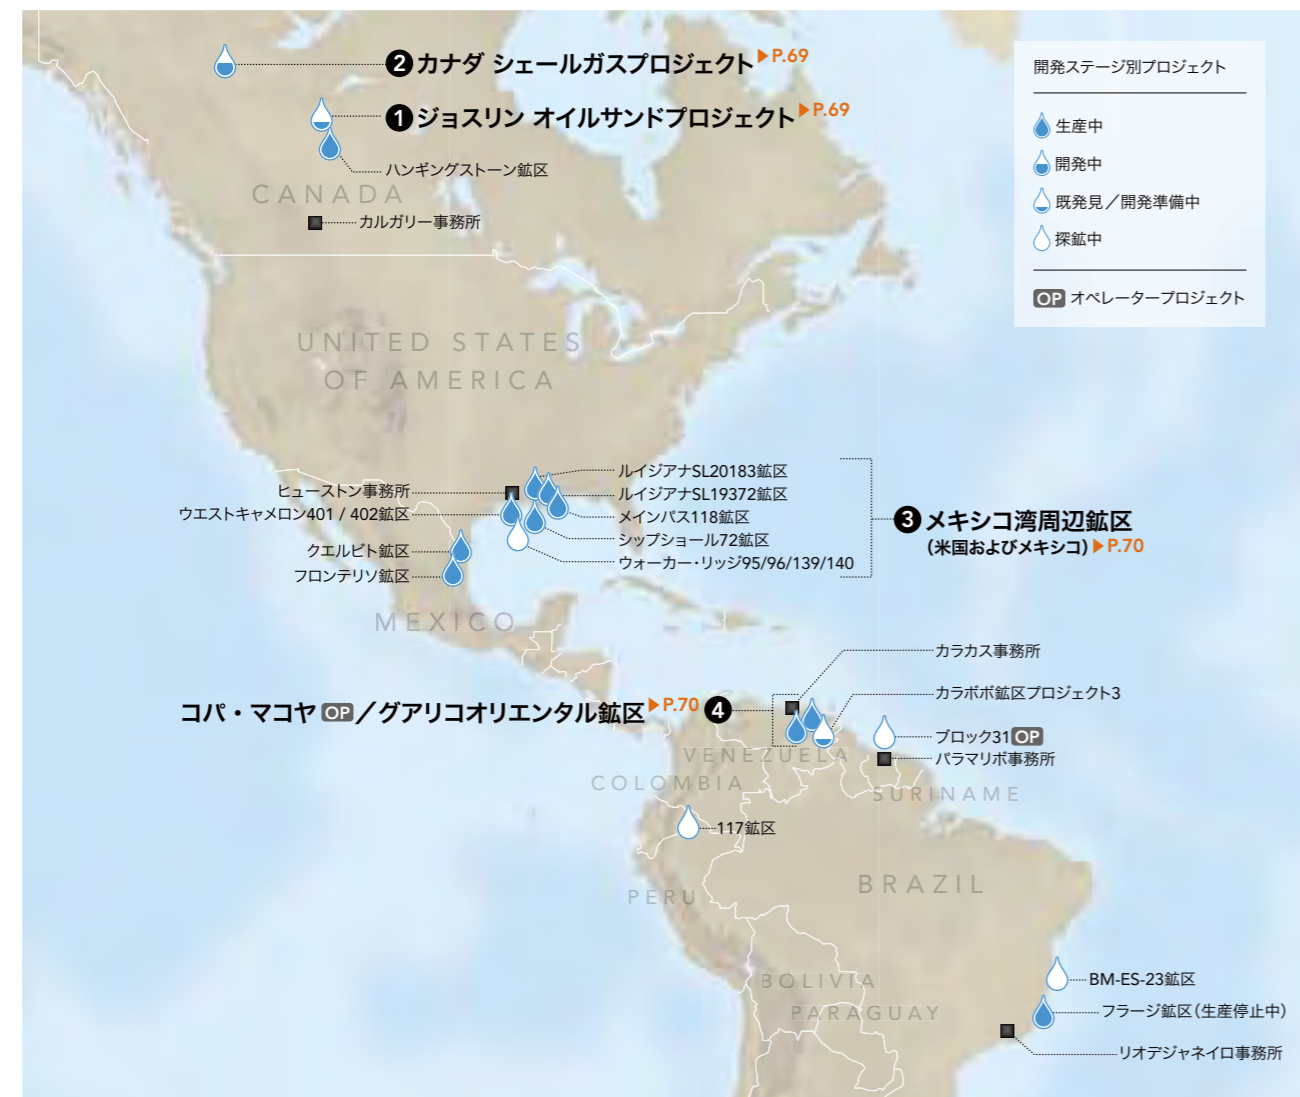 ❷カナダ シェールガスプロジェクト▶P.69
❶ジョスリン オイルサンドプロジェクト▶P.69
ハンギングストーン鉱区
CANADA
カルガリー事務所
開発ステージ別プロジェクト
生産中
開発中
既発見／開発準備中
探鉱中
OP オペレータープロジェクト
UNITED STATES
OF AMERICA
ルイジアナSL20183鉱区
ヒューストン事務所
ルイジアナSL19372鉱区
ウエストキャメロン401 / 402鉱区
メインパス118鉱区
シップショール72鉱区
クエルビト鉱区
ウォーカー・リッジ95/96/139/140
フロンテリソ鉱区
❸メキシコ湾周辺鉱区
（米国およびメキシコ）▶P.70
MEXICO
カラカス事務所
カラボボ鉱区プロジェクト3
コパ・マコヤ OP／グアリコオリエンタル鉱区▶P.70 ❹
ブロック31 OP
パラマリボ事務所
VENEZUELA
COLOMBIA
SURINAME
117鉱区
BRAZIL
PERU
BOLIVIA
BM-ES-23鉱区
フラージ鉱区（生産停止中）
PARAGUAY
リオデジャネイロ事務所